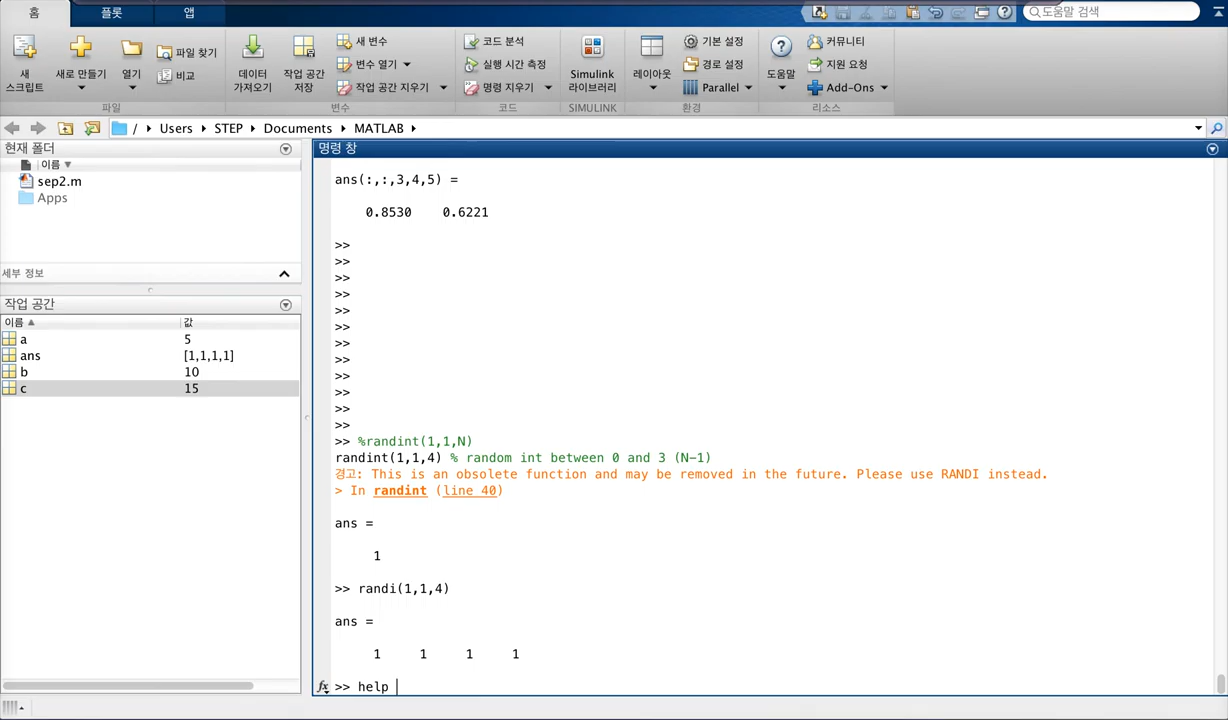 홈 플롯 앱 도움말 검색
새 스크립트
새로 만들기
열기
파일 찾기
비교
파일
데이터 가져오기
작업 공간 저장
새 변수
변수 열기
작업 공간 지우기
변수
코드 분석
실행 시간 측정
명령 지우기
코드
Simulink 라이브러리
SIMULINK
레이아웃
기본 설정
경로 설정
Parallel
환경
도움말
커뮤니티
지원 요청
Add-Ons
리소스
/ Users STEP Documents MATLAB
현재 폴더
이름
sep2.m
Apps
세부 정보
작업 공간
이름 값
a 5
ans [1,1,1,1]
b 10
c 15
명령 창
ans(:,:,3,4,5) =
0.8530 0.6221
>>
>>
>>
>>
>>
>>
>>
>>
>>
>>
>>
>>
>> %randint(1,1,N)
randint(1,1,4) % random int between 0 and 3 (N-1)
경고: This is an obsolete function and may be removed in the future. Please use RANDI instead.
> In randint (line 40)
ans =
1
>> randi(1,1,4)
ans =
1 1 1 1
fx >> help